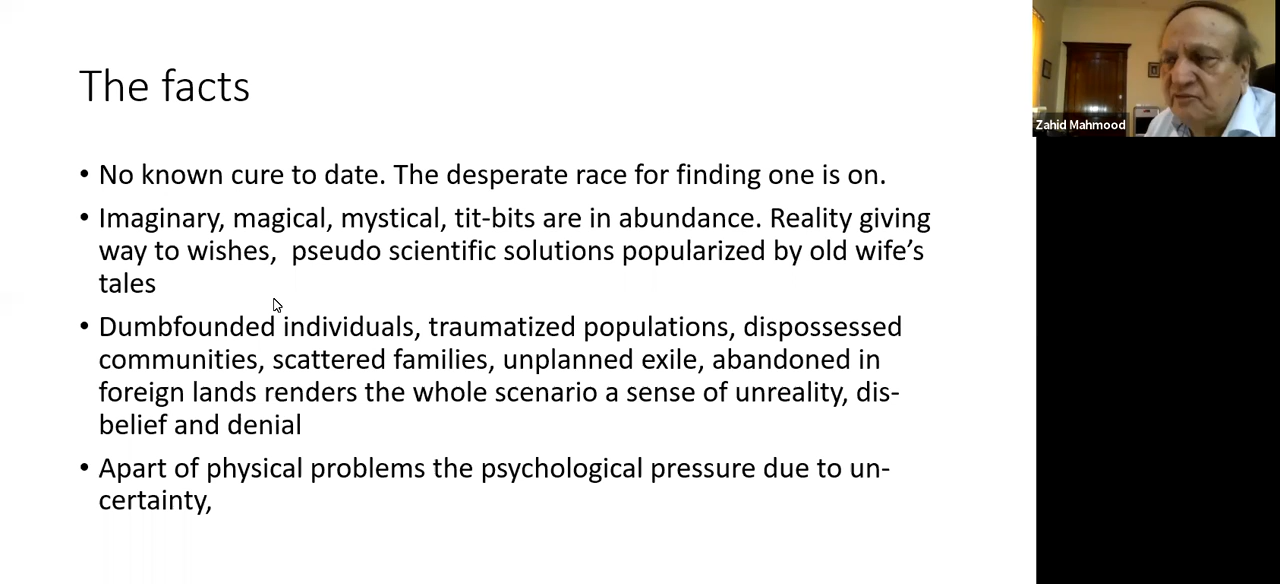 The facts
• No known cure to date. The desperate race for finding one is on.
• Imaginary, magical, mystical, tit-bits are in abundance. Reality giving
way to wishes,  pseudo scientific solutions popularized by old wife’s
tales
• Dumbfounded individuals, traumatized populations, dispossessed
communities, scattered families, unplanned exile, abandoned in
foreign lands renders the whole scenario a sense of unreality, dis-
belief and denial
• Apart of physical problems the psychological pressure due to un-
certainty,
Zahid Mahmood